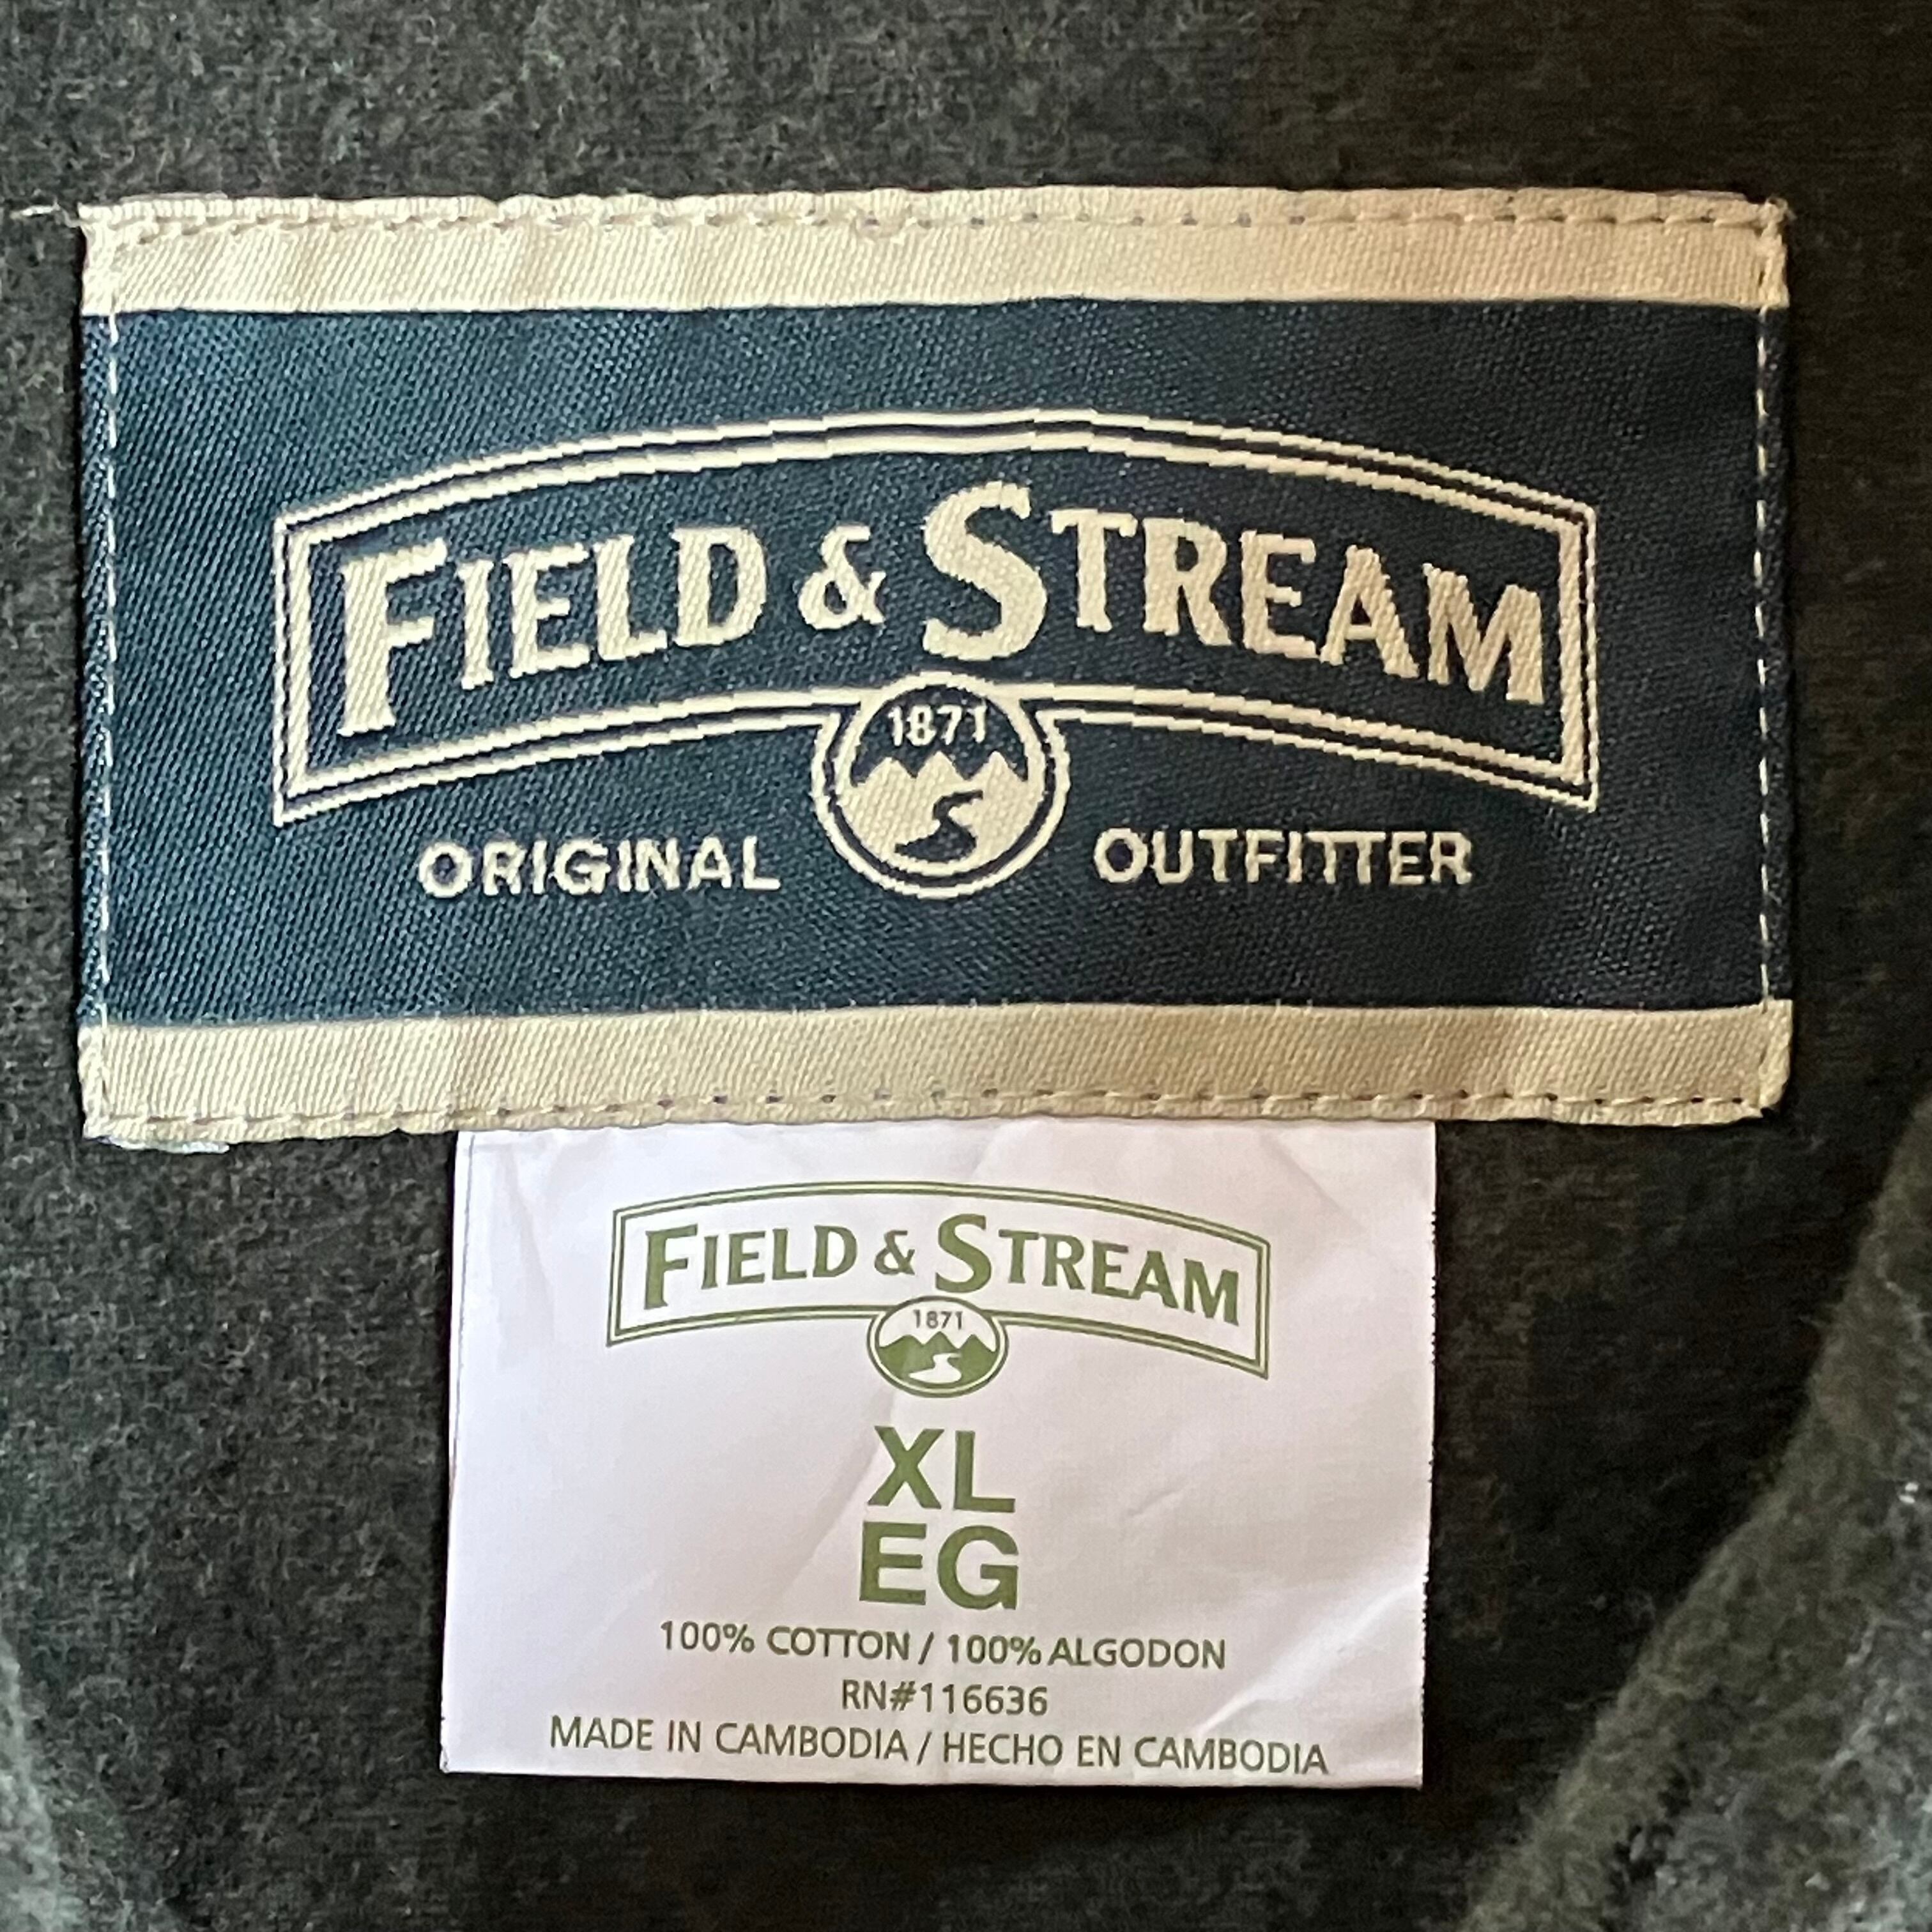 FIELD & STREAM
1871
ORIGINAL OUTFITTER
FIELD & STREAM
1871
XL
EG
100% COTTON / 100% ALGODON
RN#116636
MADE IN CAMBODIA / HECHO EN CAMBODIA